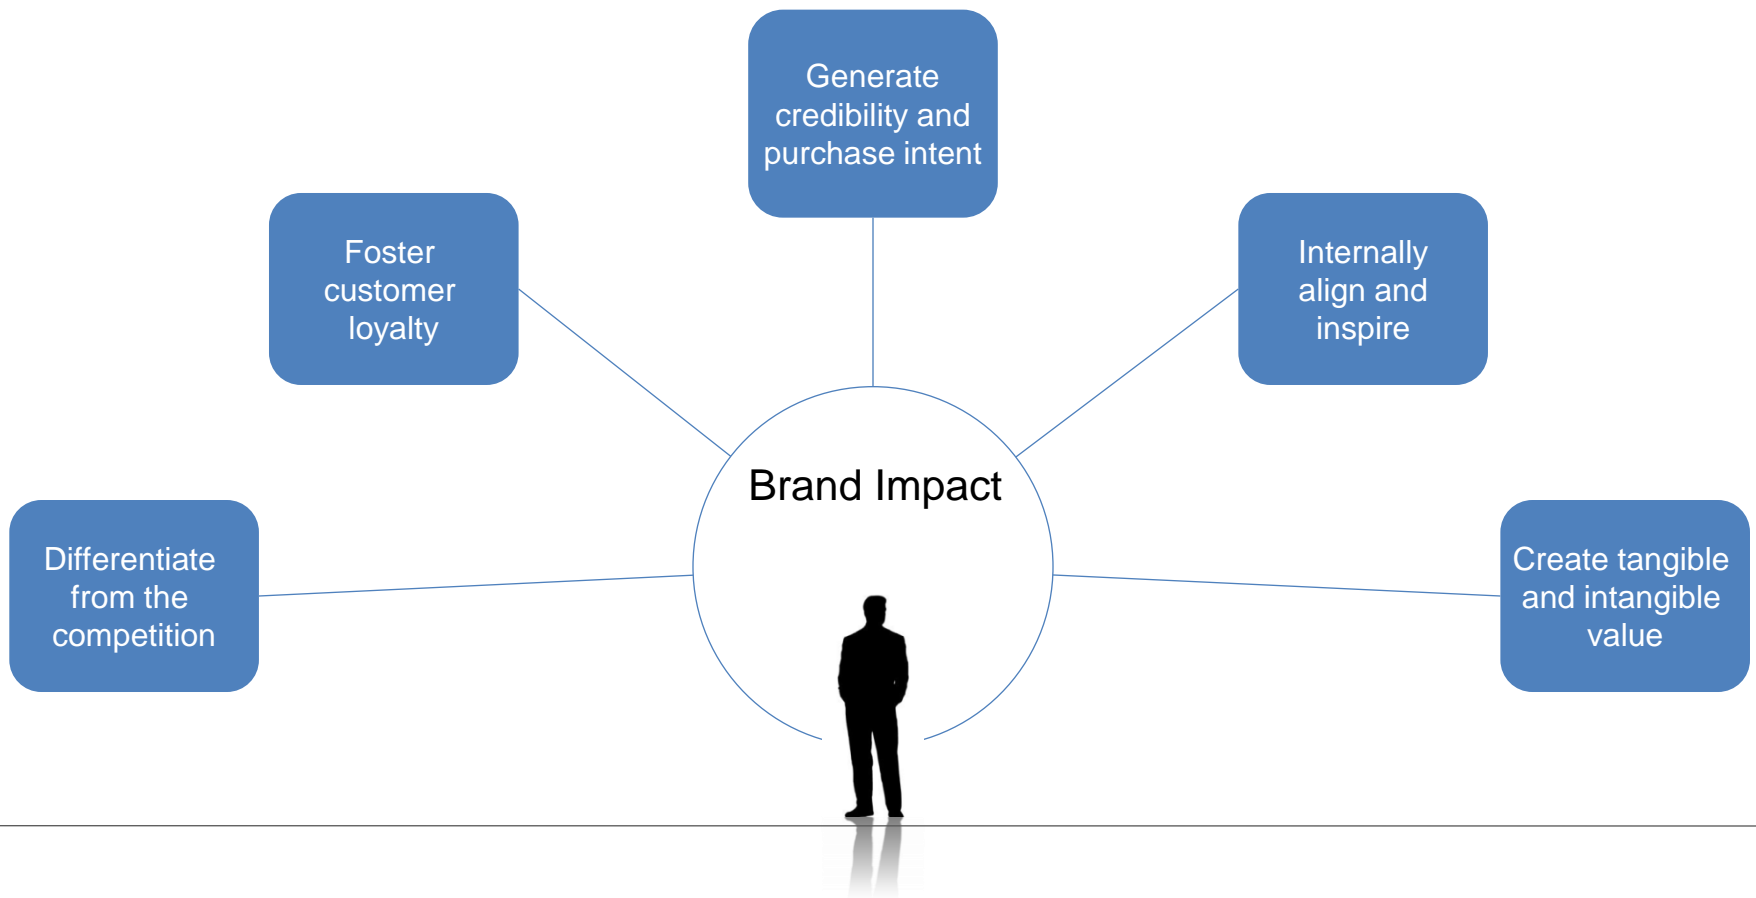 Generate
credibility and
purchase intent
Foster
customer
loyalty
Internally
align and
inspire
Brand Impact
Differentiate
from the
competition
Create tangible
and intangible
value